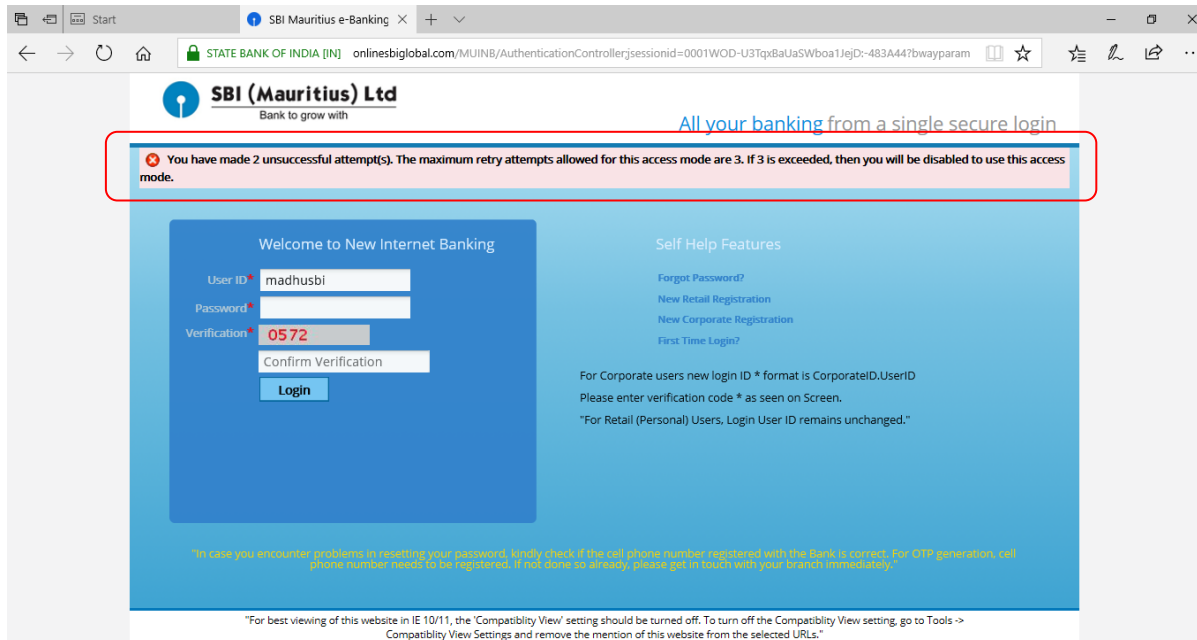 Start
SBI Mauritius e-Banking
STATE BANK OF INDIA [IN] onlinesbiglobal.com/MUINB/AuthenticationController;jsessionid=0001WOD-U3TqxBaUaSWboa1JejD:-483A44?bwayparam
SBI (Mauritius) Ltd
Bank to grow with
All your banking from a single secure login
You have made 2 unsuccessful attempt(s). The maximum retry attempts allowed for this access mode are 3. If 3 is exceeded, then you will be disabled to use this access
mode.
Welcome to New Internet Banking
User ID* madhusbi
Password*
Verification* 0572
Confirm Verification
Login
Self Help Features
Forgot Password?
New Retail Registration
New Corporate Registration
First Time Login?
For Corporate users new login ID * format is CorporateID.UserID
Please enter verification code * as seen on Screen.
"For Retail (Personal) Users, Login User ID remains unchanged."
"In case you encounter problems in resetting your password, kindly check if the cell phone number registered with the Bank is correct. For OTP generation, cell
phone number needs to be registered. If not done so already, please get in touch with your branch immediately."
"For best viewing of this website in IE 10/11, the 'Compatiblity View' setting should be turned off. To turn off the Compatiblity View setting, go to Tools ->
Compatiblity View Settings and remove the mention of this website from the selected URLs."